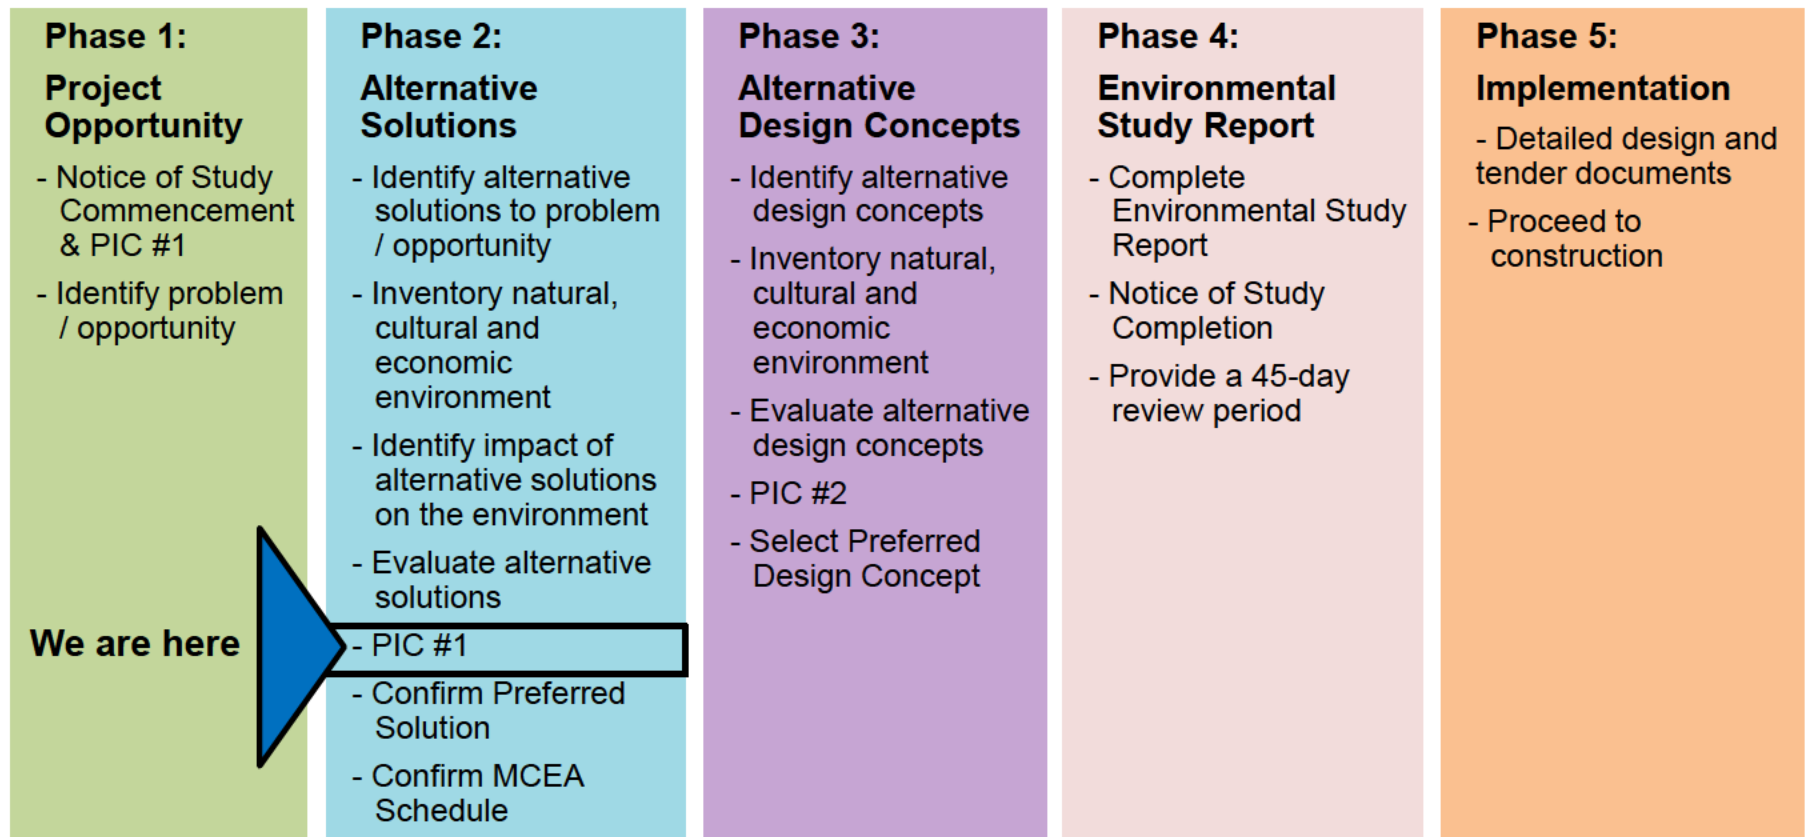 Phase 1:
Project
Opportunity
- Notice of Study
Commencement
& PIC #1
- Identify problem
/ opportunity
We are here
Phase 2:
Alternative
Solutions
- Identify alternative
solutions to problem
/ opportunity
- Inventory natural,
cultural and
economic
environment
- Identify impact of
alternative solutions
on the environment
- Evaluate alternative
solutions
- PIC #1
- Confirm Preferred
Solution
- Confirm MCEA
Schedule
Phase 3:
Alternative
Design Concepts
- Identify alternative
design concepts
- Inventory natural,
cultural and
economic
environment
- Evaluate alternative
design concepts
- PIC #2
- Select Preferred
Design Concept
Phase 4:
Environmental
Study Report
- Complete
Environmental Study
Report
- Notice of Study
Completion
- Provide a 45-day
review period
Phase 5:
Implementation
- Detailed design and
tender documents
- Proceed to
construction